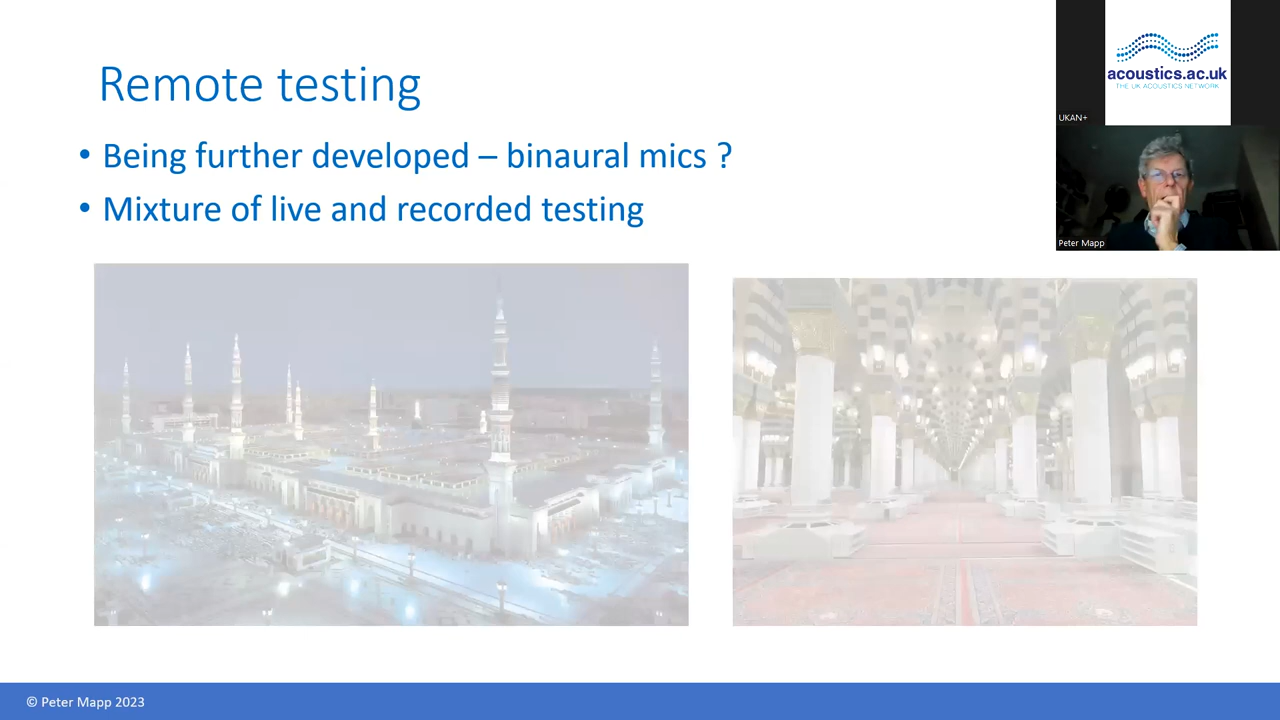 Remote testing
• Being further developed – binaural mics ?
• Mixture of live and recorded testing
acoustics.ac.uk
THE UK ACOUSTICS NETWORK
UKAN+
Peter Mapp
© Peter Mapp 2023